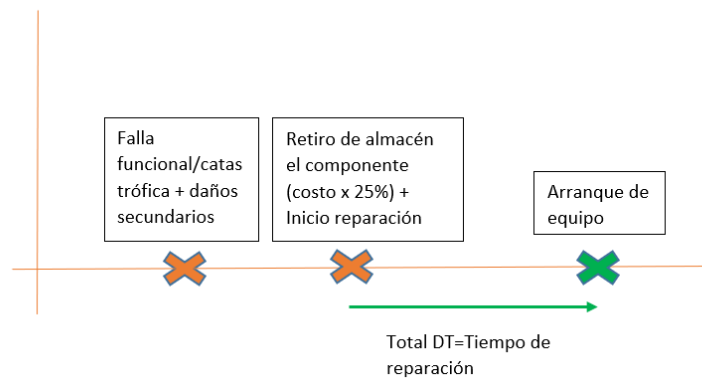 Falla
funcional/catas
trófica + daños
secundarios
Retiro de almacén
el componente
(costo x 25%) +
Inicio reparación
Arranque de
equipo
Total DT=Tiempo de
reparación